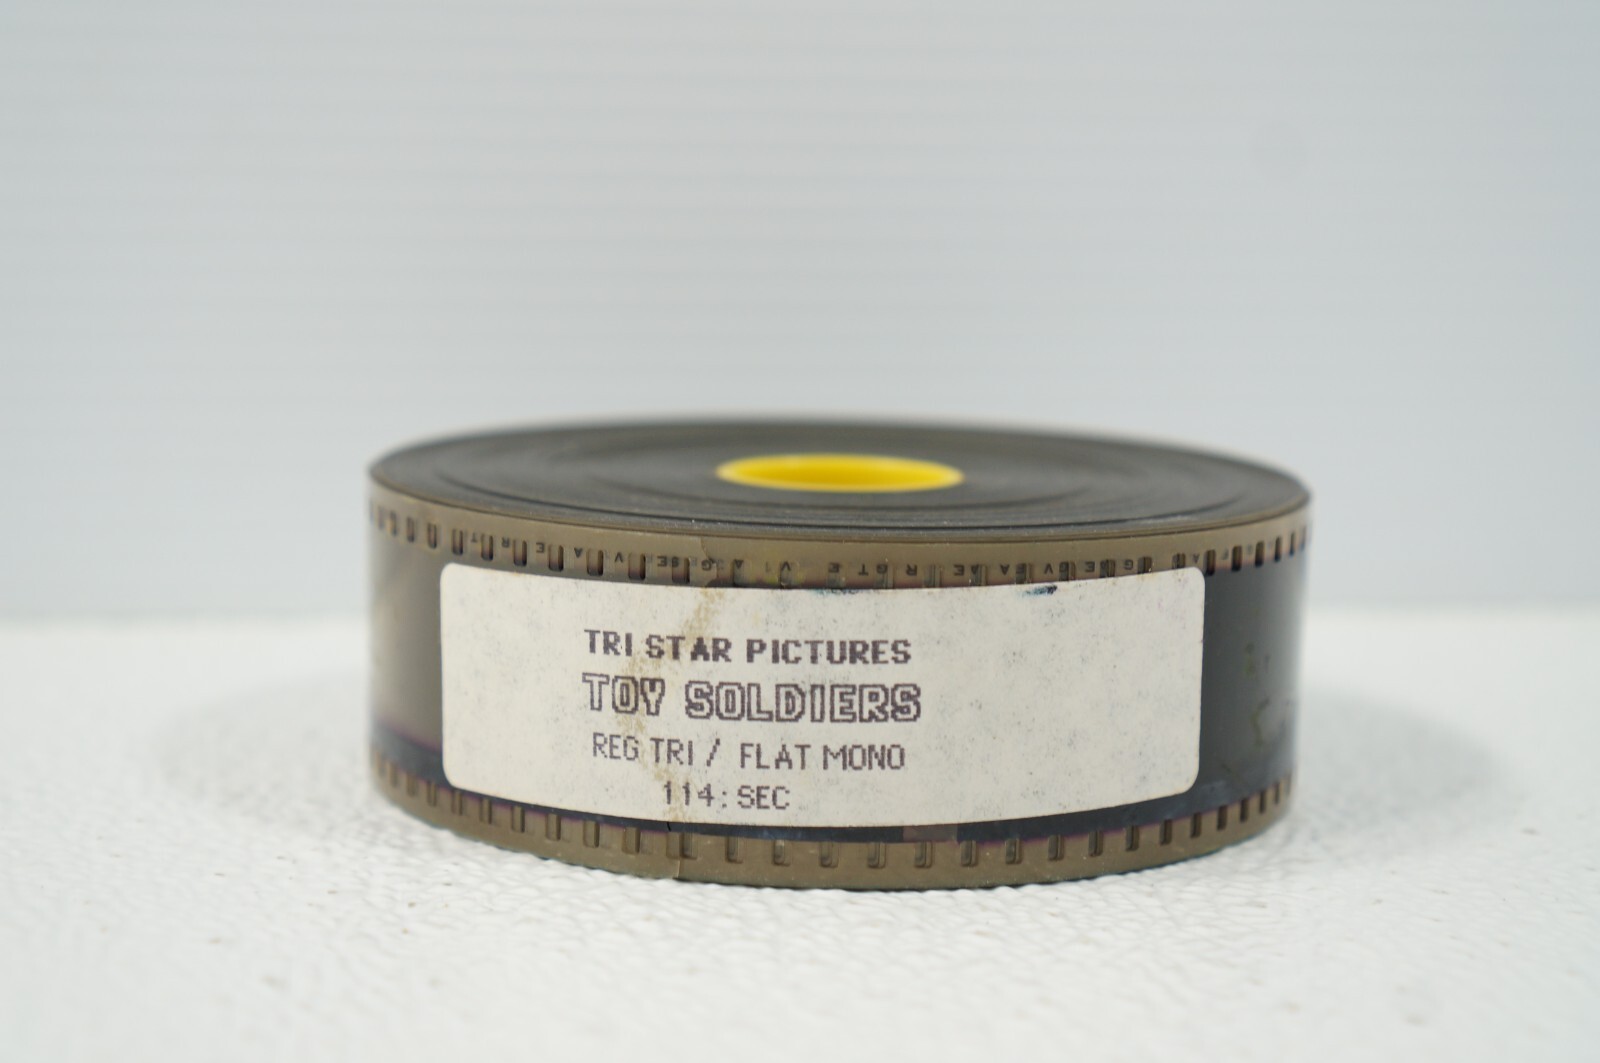 TRI STAR PICTURES
TOY SOLDIERS
REG TRI / FLAT MONO
114:SEC